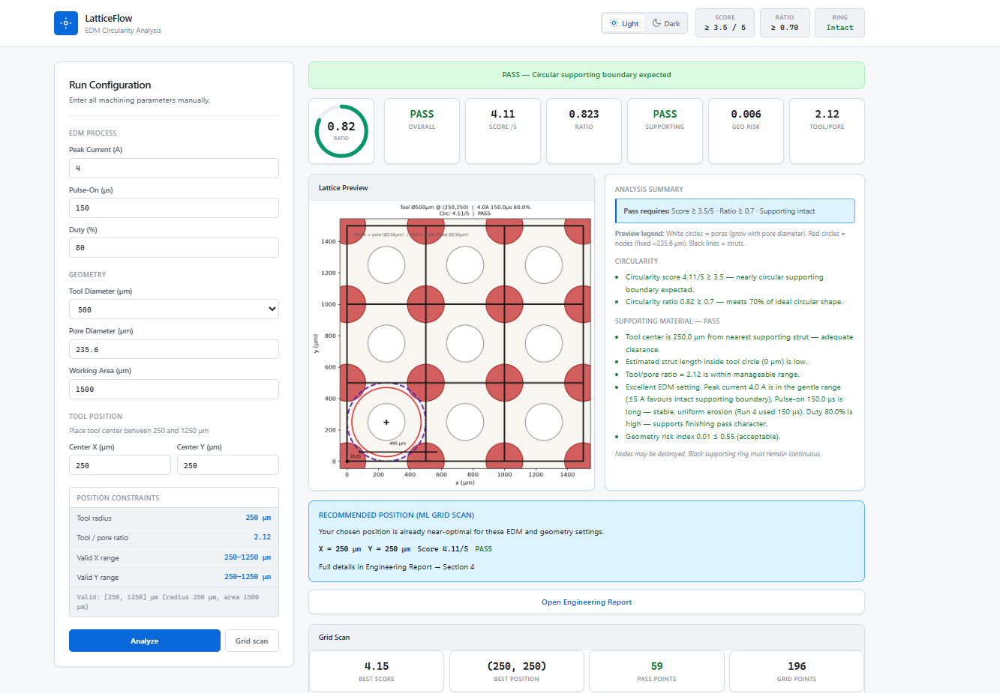 LatticeFlow
EDM Circularity Analysis
Light
Dark
SCORE
≥ 3.5 / 5
RATIO
≥ 0.70
RING
Intact
Run Configuration
Enter all machining parameters manually.
EDM PROCESS
Peak Current (A)
4
Pulse-On (µs)
150
Duty (%)
80
GEOMETRY
Tool Diameter (µm)
500
Pore Diameter (µm)
235.6
Working Area (µm)
1500
TOOL POSITION
Place tool center between 250 and 1250 µm
Center X (µm)
Center Y (µm)
250
250
POSITION CONSTRAINTS
Tool radius
250 µm
Tool / pore ratio
2.12
Valid X range
250–1250 µm
Valid Y range
250–1250 µm
Valid: [250, 1250] µm (radius 250 µm, area 1500
µm)
Analyze
Grid scan
PASS — Circular supporting boundary expected
0.82
RATIO
PASS
OVERALL
4.11
SCORE /5
0.823
RATIO
PASS
SUPPORTING
0.006
GEO RISK
2.12
TOOL/PORE
Lattice Preview
Tool Ø500µm @ (250,250) | 4.0A 150.0µs 80.0%
Circ: 4.11/5 | PASS
= pore (Ø236µm) | Ø236µm)
1400
1200
1000
800
600
400
200
0
y (µm)
495 µm
(0,0)
0
200
400
600
800
1000
1200
1400
x (µm)
ANALYSIS SUMMARY
Pass requires: Score ≥ 3.5/5 · Ratio ≥ 0.7 · Supporting intact
Preview legend: White circles = pores (grow with pore diameter). Red circles =
nodes (fixed ~235.6 µm). Black lines = struts.
CIRCULARITY
Circularity score 4.11/5 ≥ 3.5 — nearly circular supporting
boundary expected.
Circularity ratio 0.82 ≥ 0.7 — meets 70% of ideal circular shape.
SUPPORTING MATERIAL — PASS
Tool center is 250.0 µm from nearest supporting strut — adequate
clearance.
Estimated strut length inside tool circle (0 µm) is low.
Tool/pore ratio = 2.12 is within manageable range.
Excellent EDM setting. Peak current 4.0 A is in the gentle range
(≤5 A favours intact supporting boundary). Pulse-on 150.0 µs is
long — stable, uniform erosion (Run 4 used 150 µs). Duty 80.0% is
high — supports finishing pass character.
Geometry risk index 0.01 ≤ 0.55 (acceptable).
Nodes may be destroyed. Black supporting ring must remain continuous.
RECOMMENDED POSITION (ML GRID SCAN)
Your chosen position is already near-optimal for these EDM and geometry settings.
X = 250 µm Y = 250 µm Score 4.11/5 PASS
Full details in Engineering Report → Section 4
Open Engineering Report
Grid Scan
4.15
BEST SCORE
(250, 250)
BEST POSITION
59
PASS POINTS
196
GRID POINTS